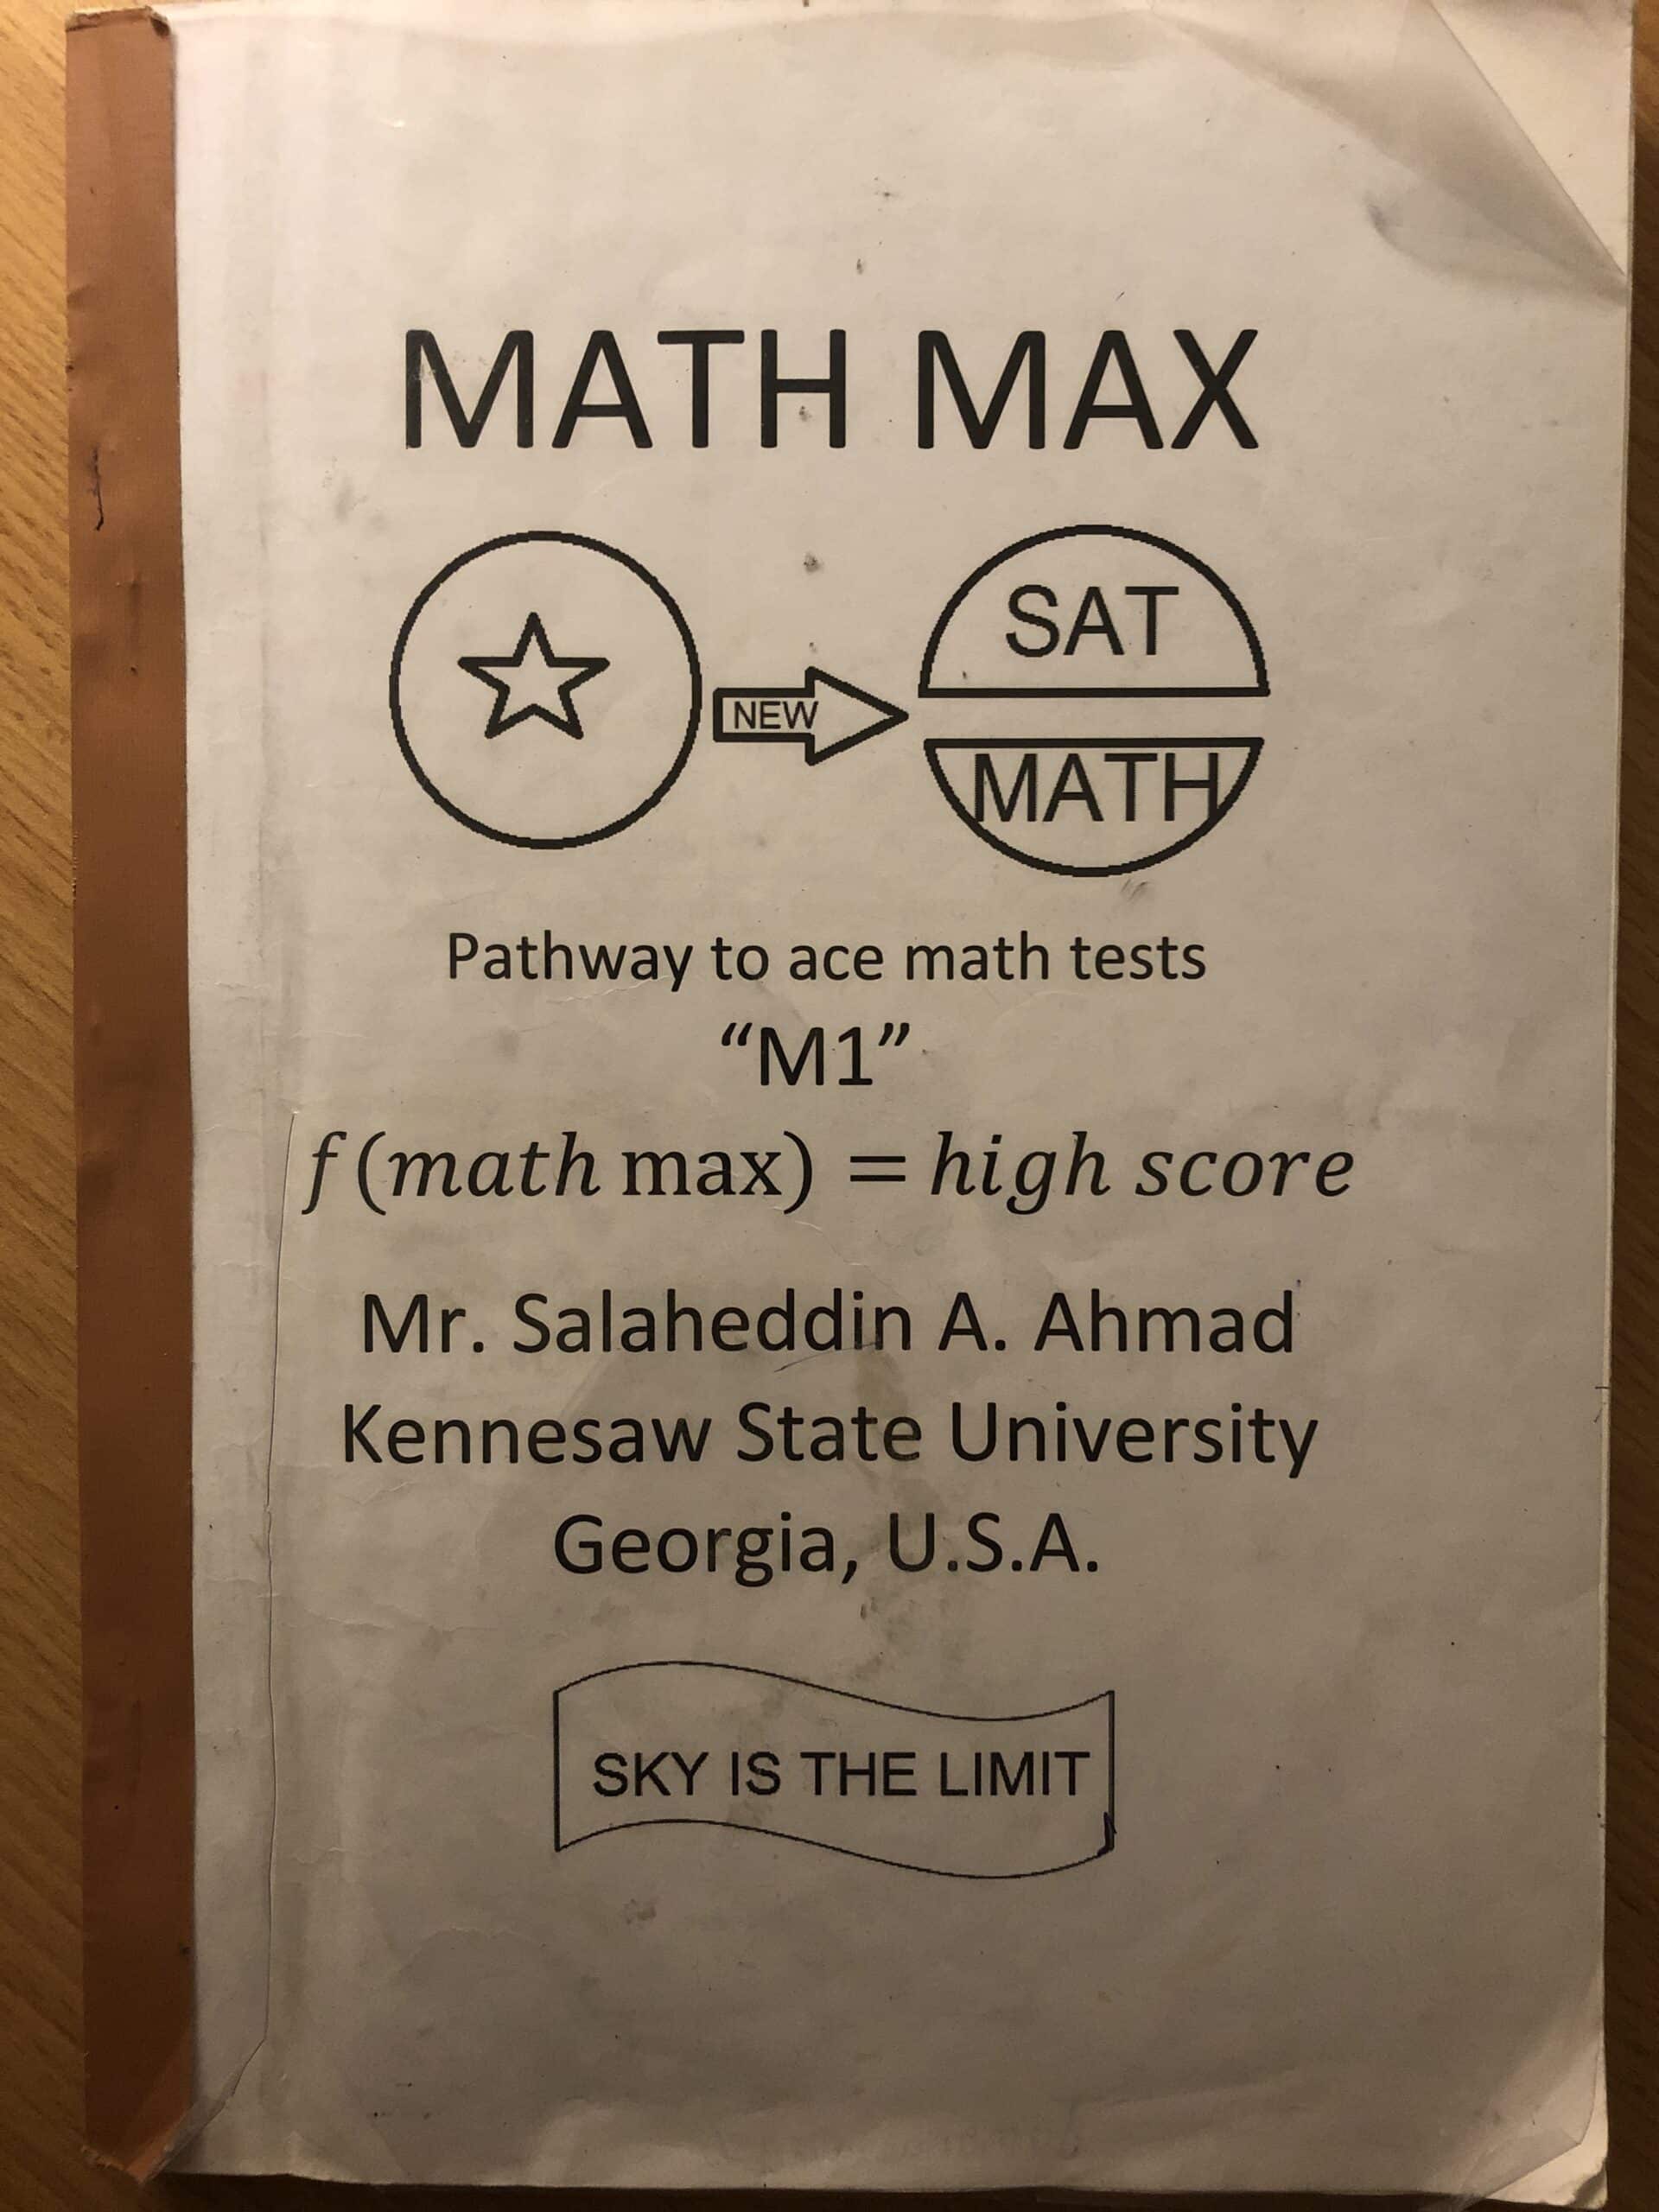 MATH MAX
NEW
SAT
MATH
Pathway to ace math tests
“M1”
f(math max) = high score
Mr. Salaheddin A. Ahmad
Kennesaw State University
Georgia, U.S.A.
SKY IS THE LIMIT